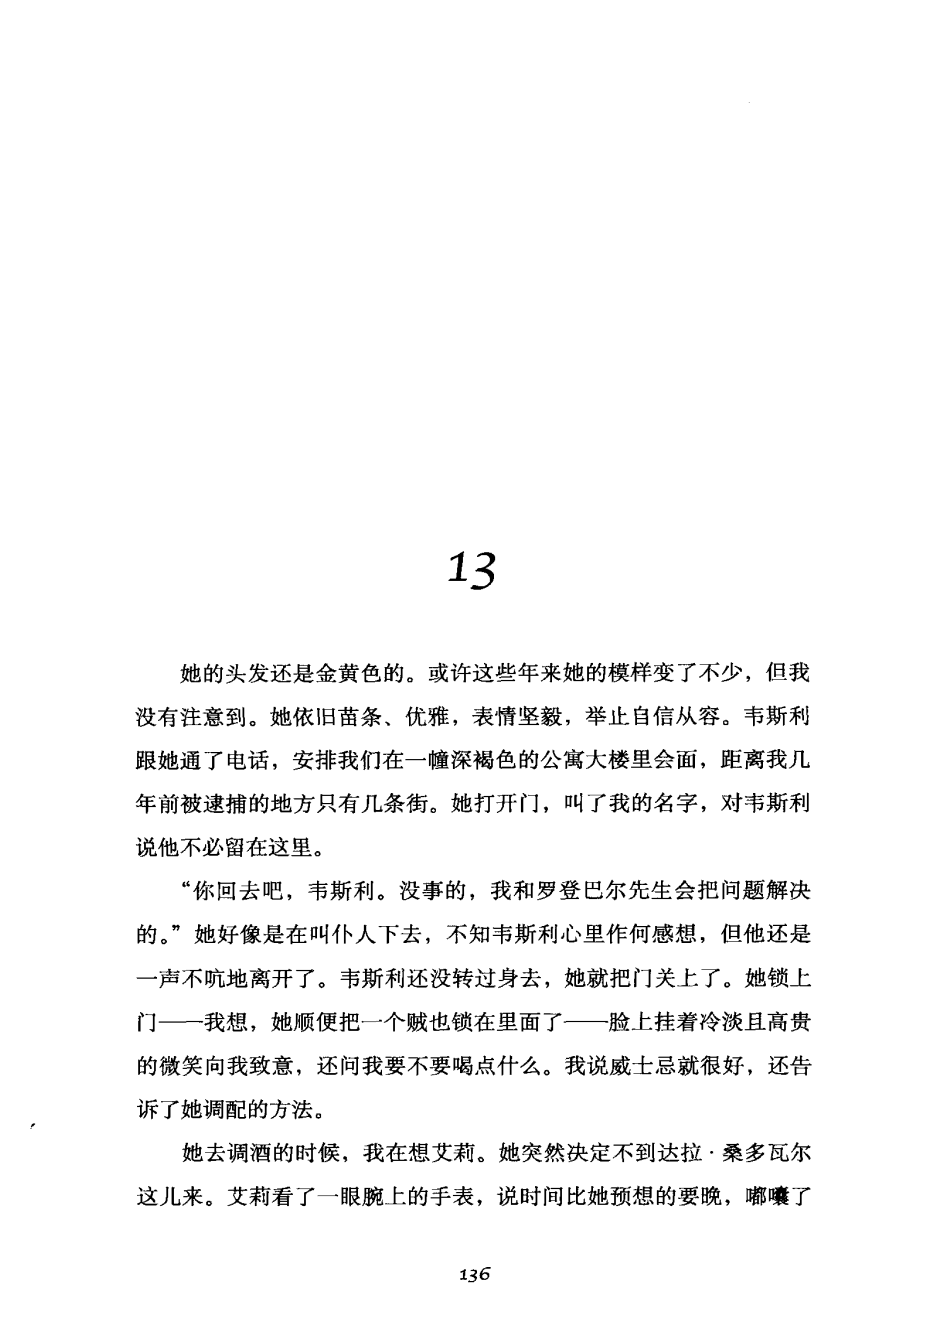 13
她的头发还是金黄色的。或许这些年来她的模样变了不少，但我
没有注意到。她依旧苗条、优雅，表情坚毅，举止自信从容。韦斯利
跟她通了电话，安排我们在一幢深褐色的公寓大楼里会面，距离我几
年前被逮捕的地方只有几条街。她打开门，叫了我的名字，对韦斯利
说他不必留在这里。
“你回去吧，韦斯利。没事的，我和罗登巴尔先生会把问题解决
的。”她好像是在叫仆人下去，不知韦斯利心里作何感想，但他还是
一声不吭地离开了。韦斯利还没转过身去，她就把门关上了。她锁上
门——我想，她顺便把一个贼也锁在里面了——脸上挂着冷淡且高贵
的微笑向我致意，还问我要不要喝点什么。我说威士忌就很好，还告
诉了她调配的方法。
她去调酒的时候，我在想艾莉。她突然决定不到达拉·桑多瓦尔
这儿来。艾莉看了一眼腕上的手表，说时间比她预想的要晚，嘟囔了
136